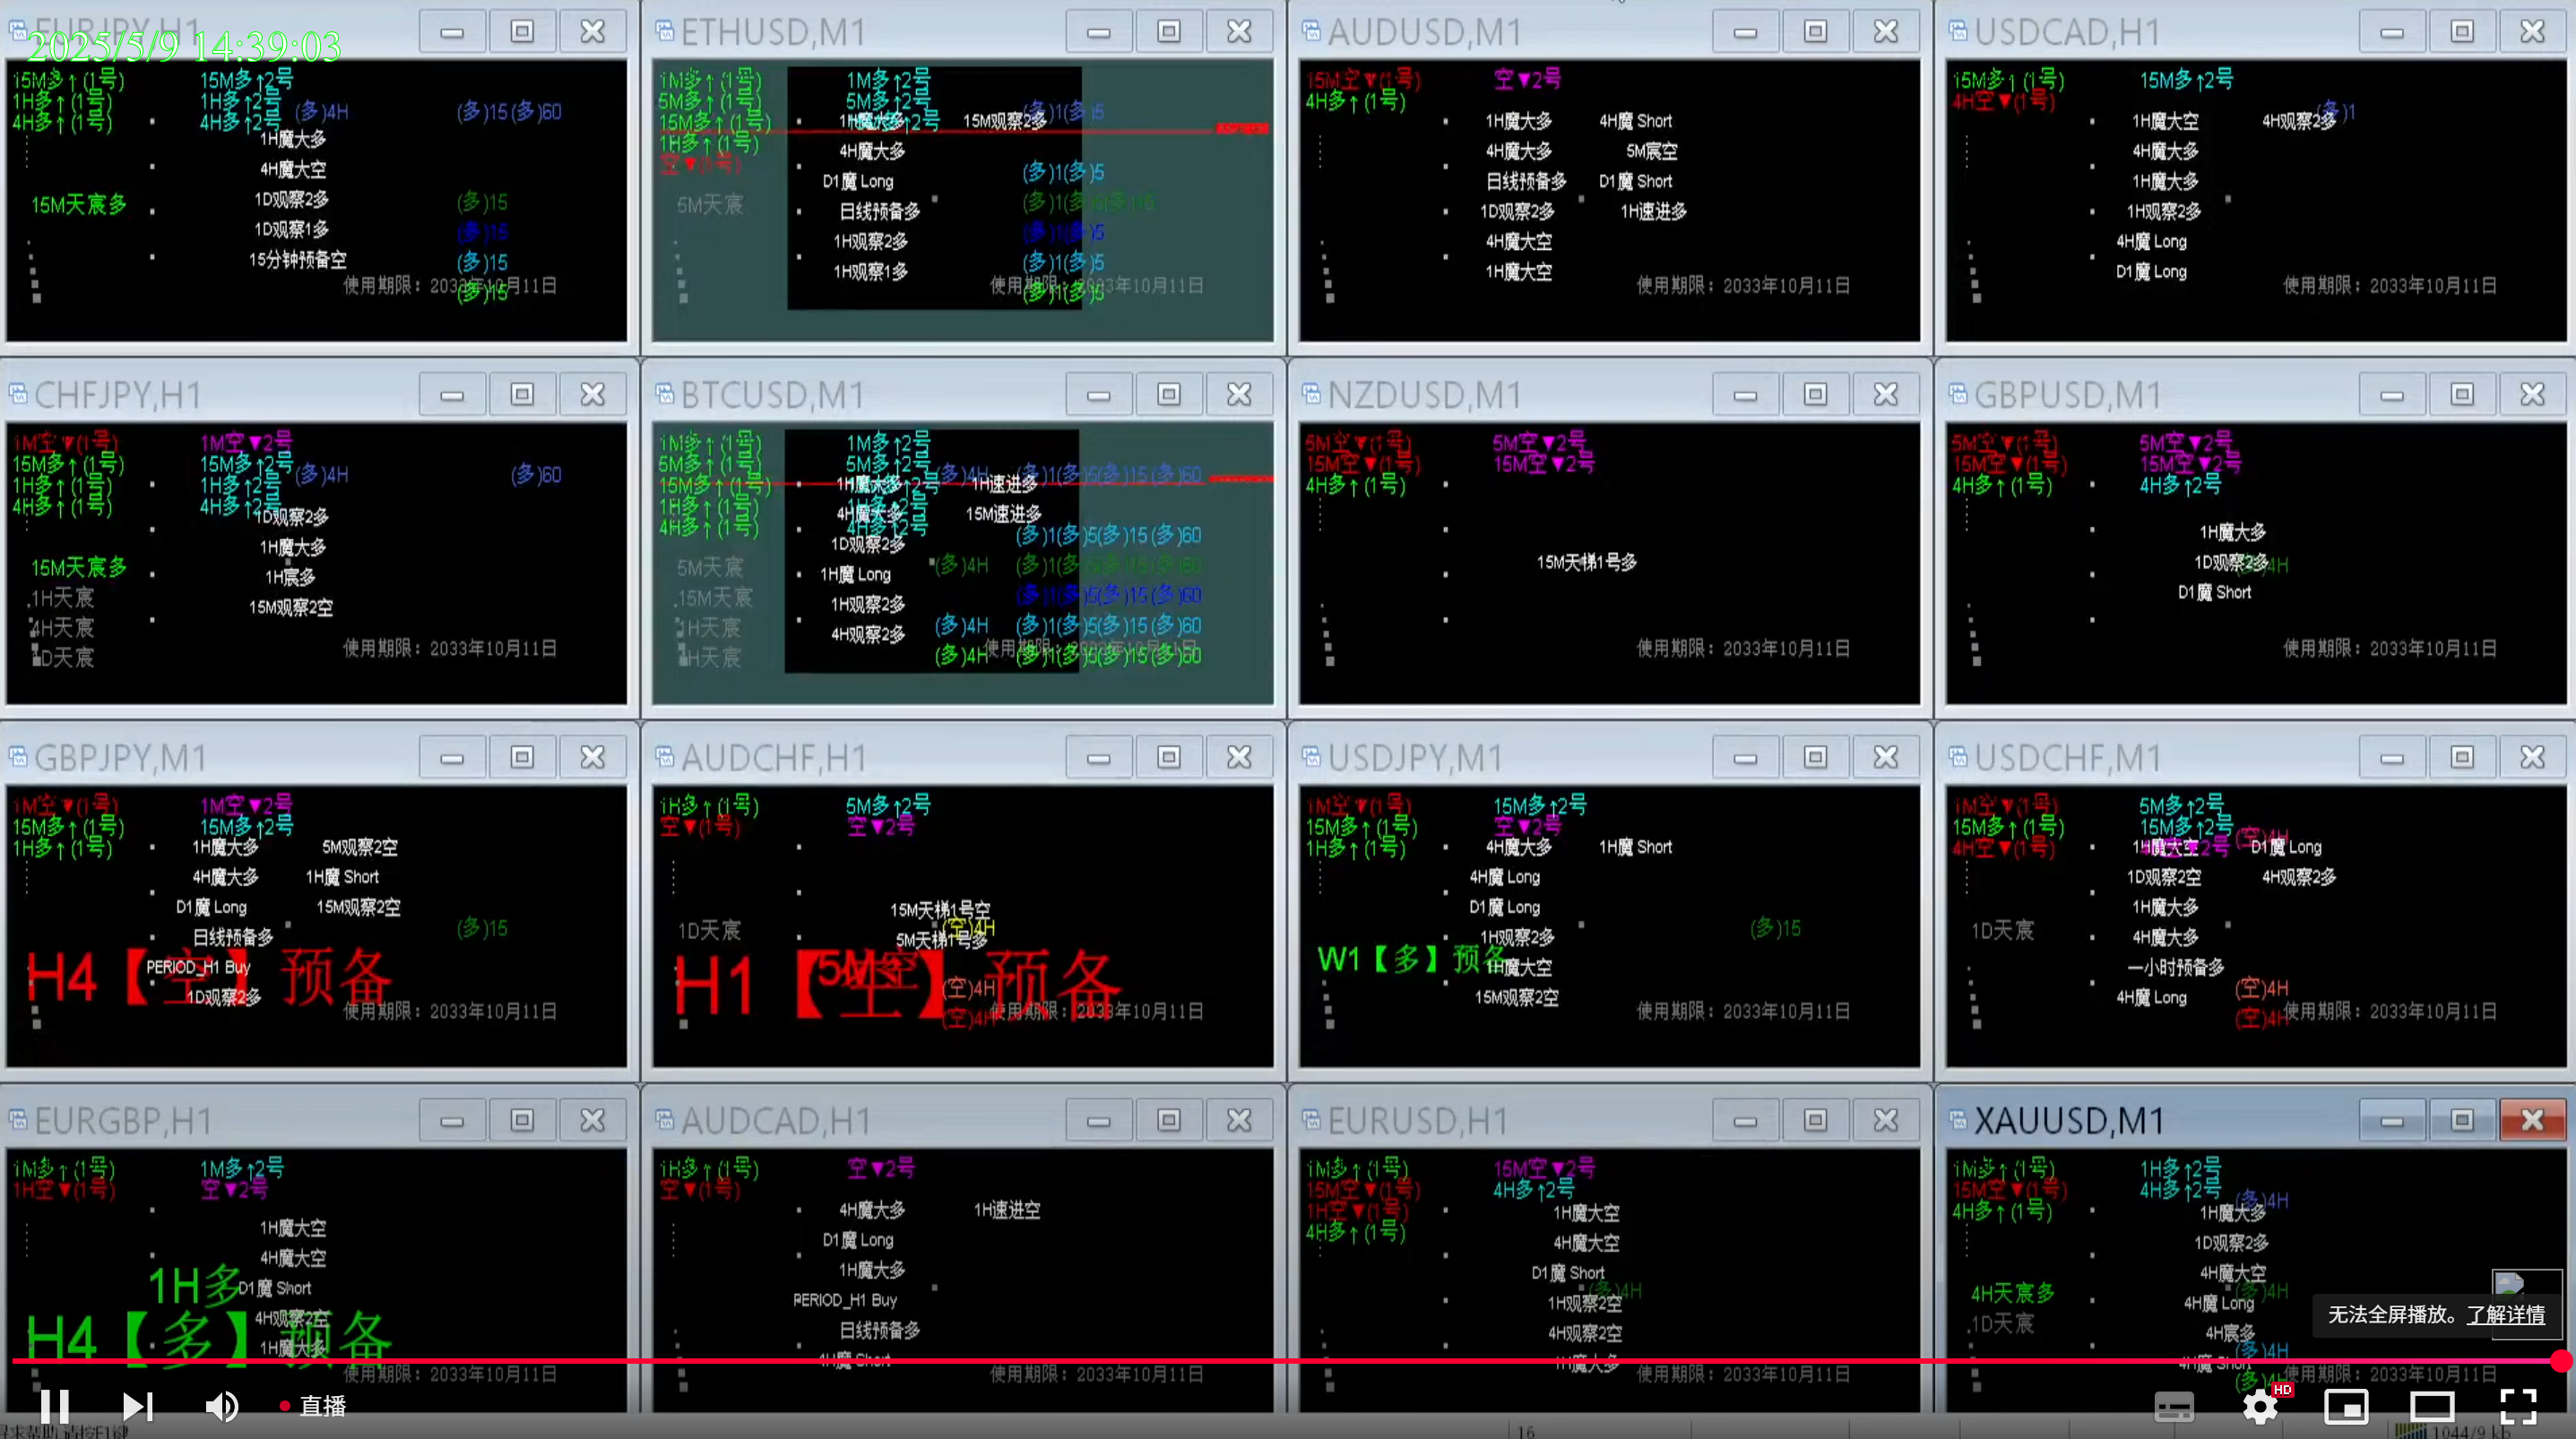 EURJPY,H1
2025/5/9 14:39:03
15M多↑(1号) 15M多↑2号
1H多↑(1号) 1H多↑2号
(多)4H (多)15(多)60
4H多↑(1号) 4H多↑2号
1H魔大多
4H魔大空
1D观察2多
15M天宸多 (多)15
1D观察1多 (多)15
15分钟预备空 (多)15
使用期限：2033年10月11日
(多)15
ETHUSD,M1
1M多↑(1号) 1M多↑2号
5M多↑(1号) 5M多↑2号
15M多↑(1号) 15M观察2多
1H多↑(1号) 4H魔大多
空▼(1号)
D1魔 Long (多)1(多)5
5M天宸 日线预备多
1H观察2多 (多)1(多)5
1H观察1多 (多)1(多)5
(多)1(多)5
AUDUSD,M1
15M空▼(1号) 空▼2号
4H多↑(1号)
1H魔大多 4H魔 Short
4H魔大多 5M宸空
日线预备多 D1魔 Short
1D观察2多 1H速进多
4H魔大空
1H魔大空
使用期限：2033年10月11日
USDCAD,H1
15M多↑(1号) 15M多↑2号
4H空▼(1号) (多)1
1H魔大空 4H观察2多
4H魔大多
1H魔大多
1H观察2多
4H魔 Long
D1魔 Long
使用期限：2033年10月11日
CHFJPY,H1
1M空▼(1号) 1M空▼2号
15M多↑(1号) 15M多↑2号
(多)4H (多)60
1H多↑(1号) 1H多↑2号
4H多↑(1号) 4H多↑2号
1D观察2多
1H魔大多
15M天宸多 1H宸多
1H天宸 15M观察2空
4H天宸
1D天宸
使用期限：2033年10月11日
BTCUSD,M1
1M多↑(1号) 1M多↑2号
5M多↑(1号) 5M多↑2号
(多)4H (多)1(多)5(多)15(多)60
15M多↑(1号) 1H速进多
1H多↑(1号) 4H魔大多 15M速进多
4H多↑(1号) 4H多↑2号
1D观察2多 (多)1(多)5(多)15(多)60
5M天宸 1H魔 Long (多)4H
15M天宸 1H观察2多 (多)1(多)5(多)15(多)60
1H天宸 4H观察2多 (多)4H (多)1(多)5(多)15(多)60
4H天宸 (多)4H (多)1(多)5(多)15(多)60
NZDUSD,M1
5M空▼(1号) 5M空▼2号
15M空▼(1号) 15M空▼2号
4H多↑(1号)
15M天梯1号多
使用期限：2033年10月11日
GBPUSD,M1
5M空▼(1号) 5M空▼2号
15M空▼(1号) 15M空▼2号
4H多↑(1号) 4H多↑2号
1H魔大多
1D观察2多
D1魔 Short
使用期限：2033年10月11日
GBPJPY,M1
1M空▼(1号) 1M空▼2号
15M多↑(1号) 15M多↑2号
1H多↑(1号) 1H魔大多 5M观察2空
4H魔大多 1H魔 Short
D1魔 Long 15M观察2空
日线预备多 (多)15
H4【空】预备
PERIOD_H1 Buy
1D观察2多
使用期限：2033年10月11日
AUDCHF,H1
1H多↑(1号) 5M多↑2号
空▼(1号) 空▼2号
15M天梯1号空
1D天宸 (空)4H
5M天梯1号多
H1【空】预备
(空)4H
(空)4H
使用期限：2033年10月11日
USDJPY,M1
1M空▼(1号) 15M多↑2号
15M多↑(1号) 空▼2号
1H多↑(1号) 4H魔大多 1H魔 Short
4H魔 Long
D1魔 Long
1H观察2多 (多)15
W1【多】预备
1H魔大空
15M观察2空
使用期限：2033年10月11日
USDCHF,M1
1M空▼(1号) 5M多↑2号
15M多↑(1号) 15M多↑2号
(空)4H
4H空▼(1号) 1H魔大空 D1魔 Long
1D观察2空 4H观察2多
1H魔大多
1D天宸 4H魔大多
一小时预备多
4H魔 Long (空)4H
(空)4H
使用期限：2033年10月11日
EURGBP,H1
1M多↑(1号) 1M多↑2号
1H空▼(1号) 空▼2号
1H魔大空
4H魔大空
1H多
D1魔 Short
4H观察2空
H4【多】预备
1H魔大多
使用期限：2033年10月11日
AUDCAD,H1
1H多↑(1号) 空▼2号
空▼(1号)
4H魔大多 1H速进空
D1魔 Long
1H魔大多
PERIOD_H1 Buy
日线预备多
4H魔 Short
使用期限：2033年10月11日
EURUSD,H1
1M多↑(1号) 15M空▼2号
15M空▼(1号) 4H多↑2号
1H空▼(1号) 1H魔大空
4H多↑(1号) 4H魔大空
D1魔 Short
(多)4H
1H观察2空
4H观察2空
1H魔大多
使用期限：2033年10月11日
XAUUSD,M1
1M多↑(1号) 1H多↑2号
15M空▼(1号) 4H多↑2号
(多)4H
4H多↑(1号) 1H魔大多
1D观察2多
4H魔大空
4H天宸多 (多)4H
4H魔 Long
1D天宸 4H宸多
(多)4H
4H魔 Short
使用期限：2033年10月11日
无法全屏播放。了解详情
直播
HD
16